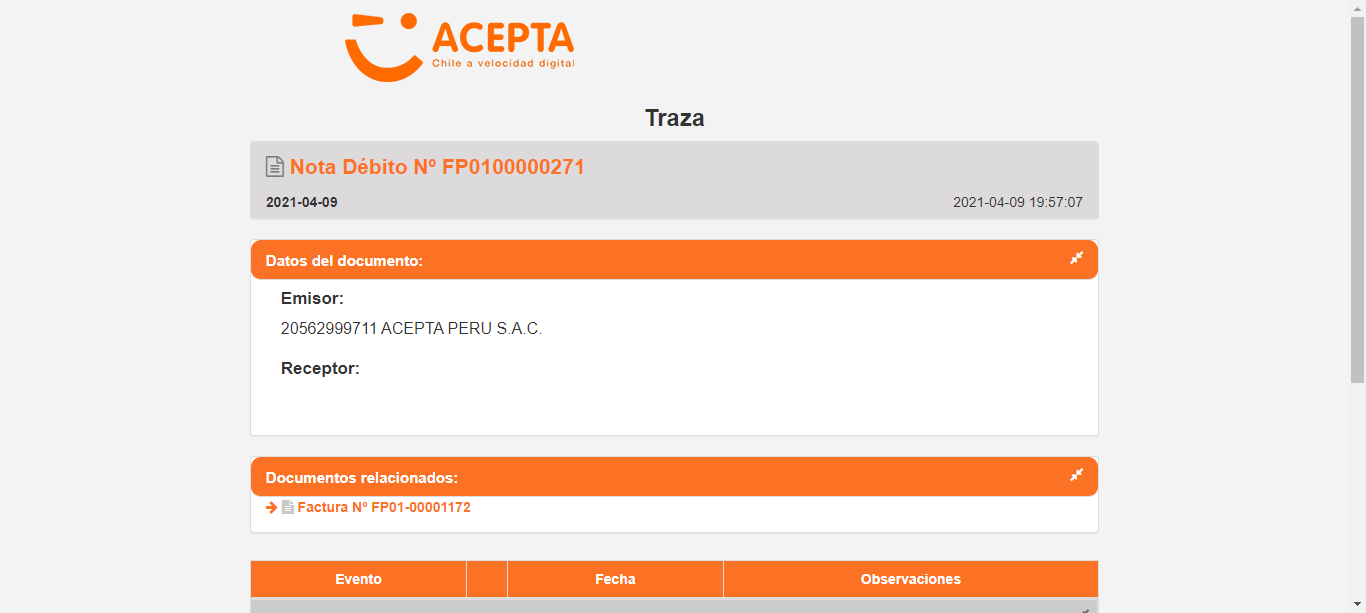 ACEPTA
Chile a velocidad digital
Traza
Nota Débito Nº FP0100000271
2021-04-09
2021-04-09 19:57:07
Datos del documento:
Emisor:
20562999711 ACEPTA PERU S.A.C.
Receptor:
Documentos relacionados:
Factura Nº FP01-00001172
Evento
Fecha
Observaciones